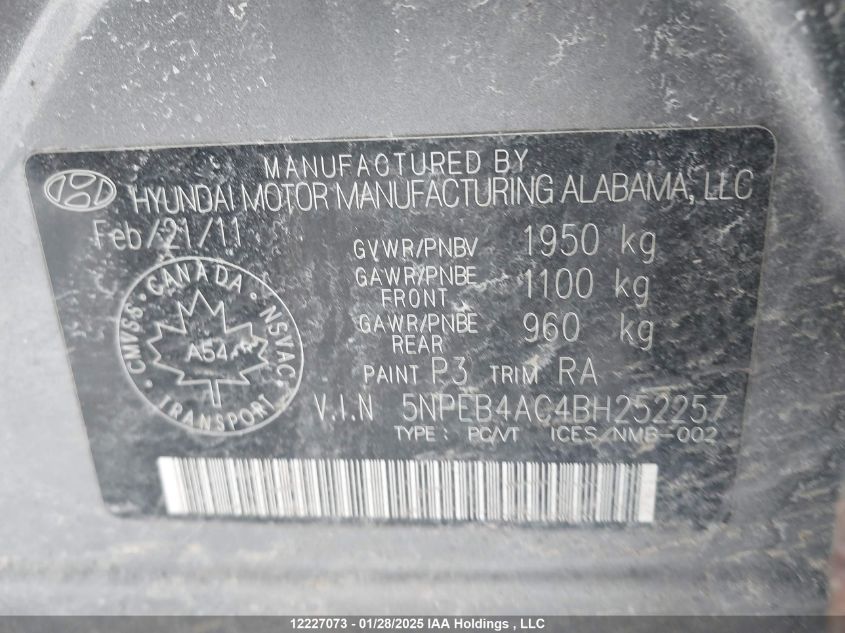 MANUFACTURED BY
HYUNDAI MOTOR MANUFACTURING ALABAMA, LLC
Feb/21/11
GVWR/PNBV 1950 kg
GAWR/PNBE FRONT 1100 kg
GAWR/PNBE REAR 960 kg
PAINT P3 TRIM RA
V.I.N 5NPEB4AC4BH252257
TYPE : PC/VT ICES/NMB-002
CANADA · NSVAC · TRANSPORT · CMVSS ·
12227073 - 01/28/2025 IAA Holdings , LLC